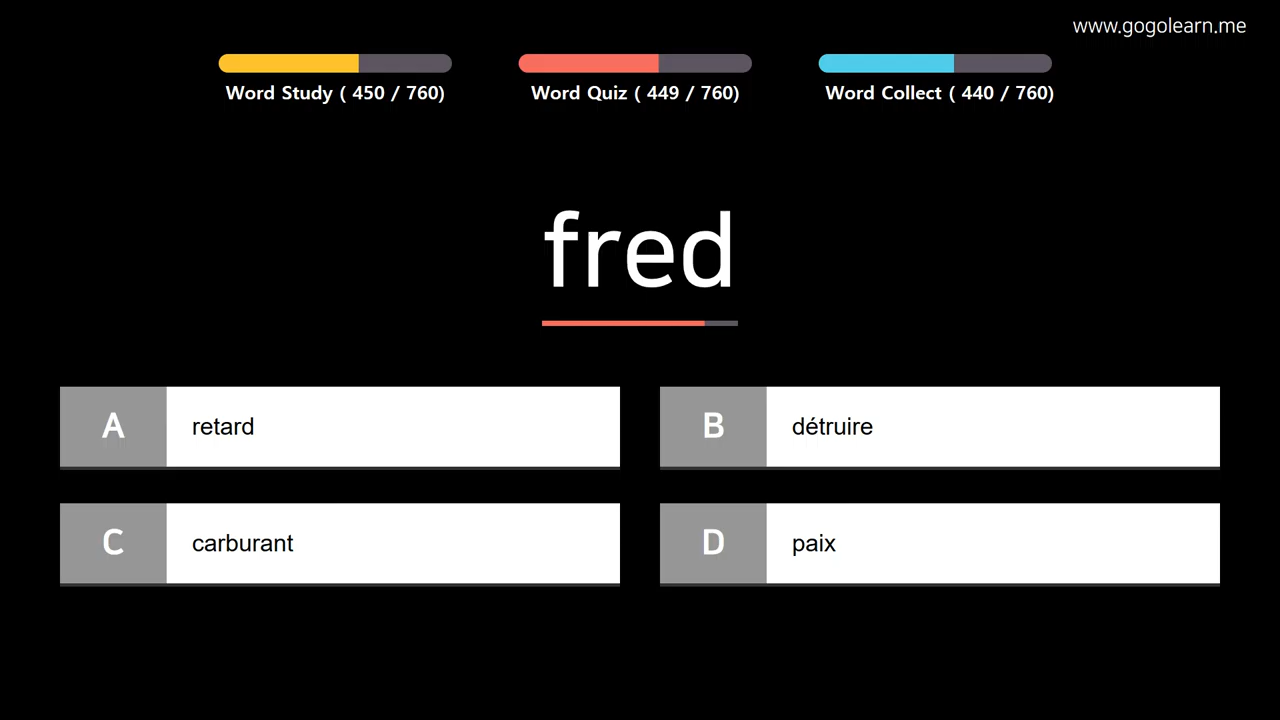 www.gogolearn.me
Word Study ( 450 / 760)
Word Quiz ( 449 / 760)
Word Collect ( 440 / 760)
fred
A retard
B détruire
C carburant
D paix